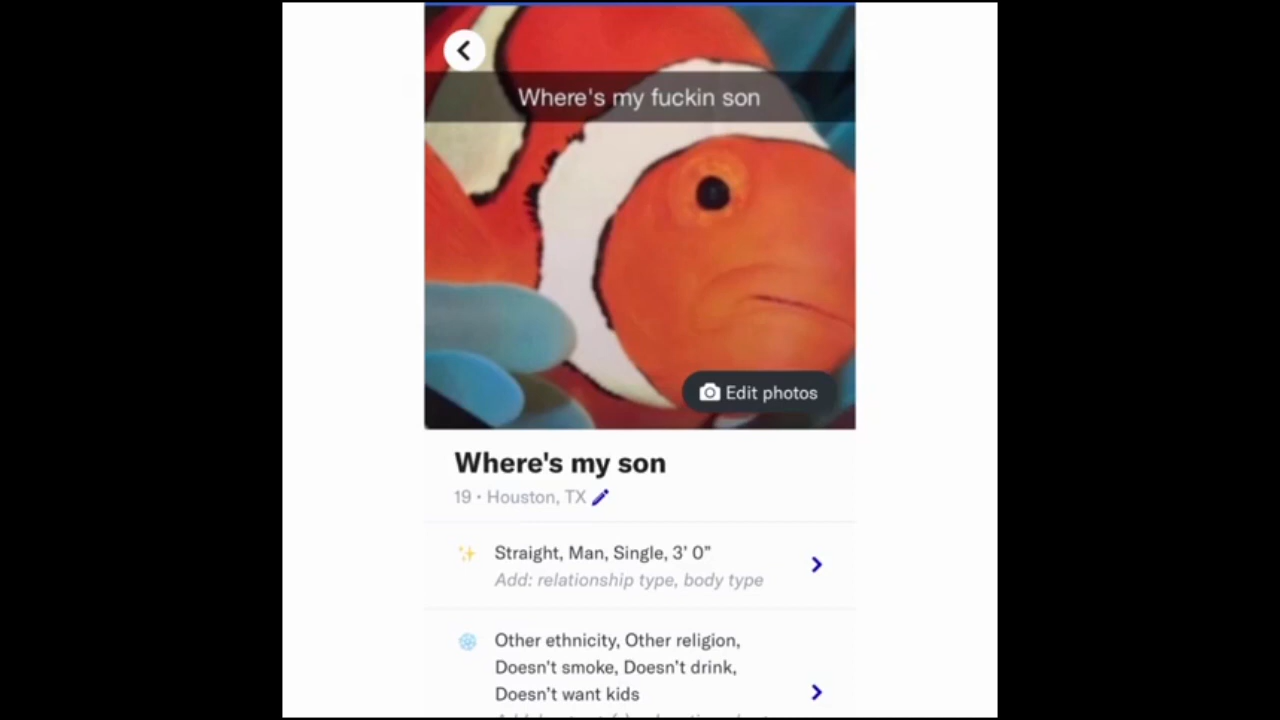 Where's my fuckin son
Edit photos
Where's my son
19 • Houston, TX
Straight, Man, Single, 3' 0"
Add: relationship type, body type
Other ethnicity, Other religion,
Doesn't smoke, Doesn't drink,
Doesn't want kids